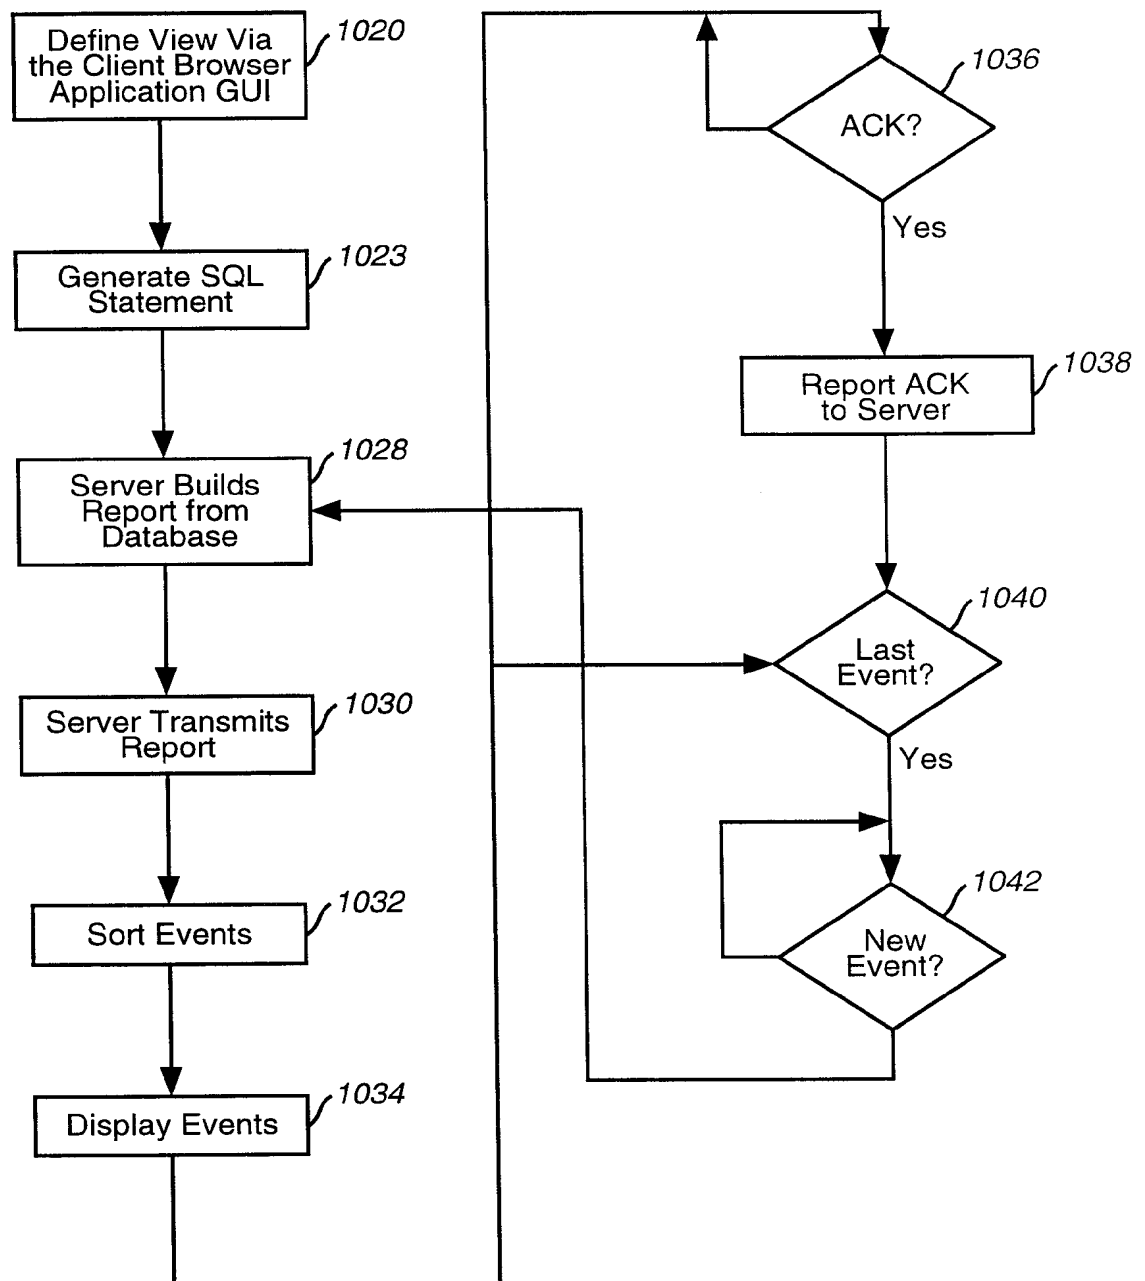 Define View Via
the Client Browser
Application GUI
1020
Generate SQL
Statement
1023
Server Builds
Report from
Database
1028
Server Transmits
Report
1030
Sort Events
1032
Display Events
1034
ACK?
1036
Yes
Report ACK
to Server
1038
Last
Event?
1040
Yes
New
Event?
1042